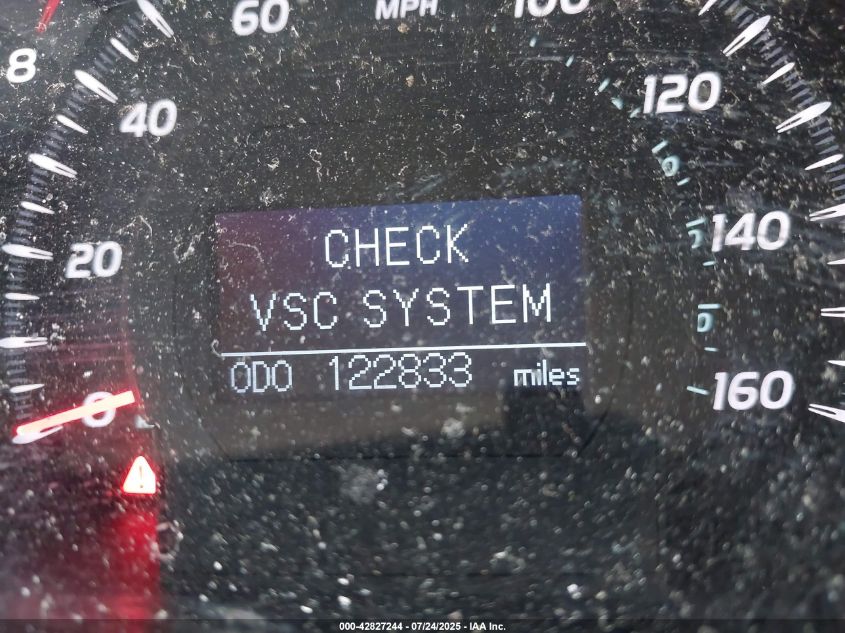 60 MPH 100
8
40 120
20 140
0 160
CHECK
VSC SYSTEM
ODO 122833 miles
000-42827244 - 07/24/2025 - IAA Inc.